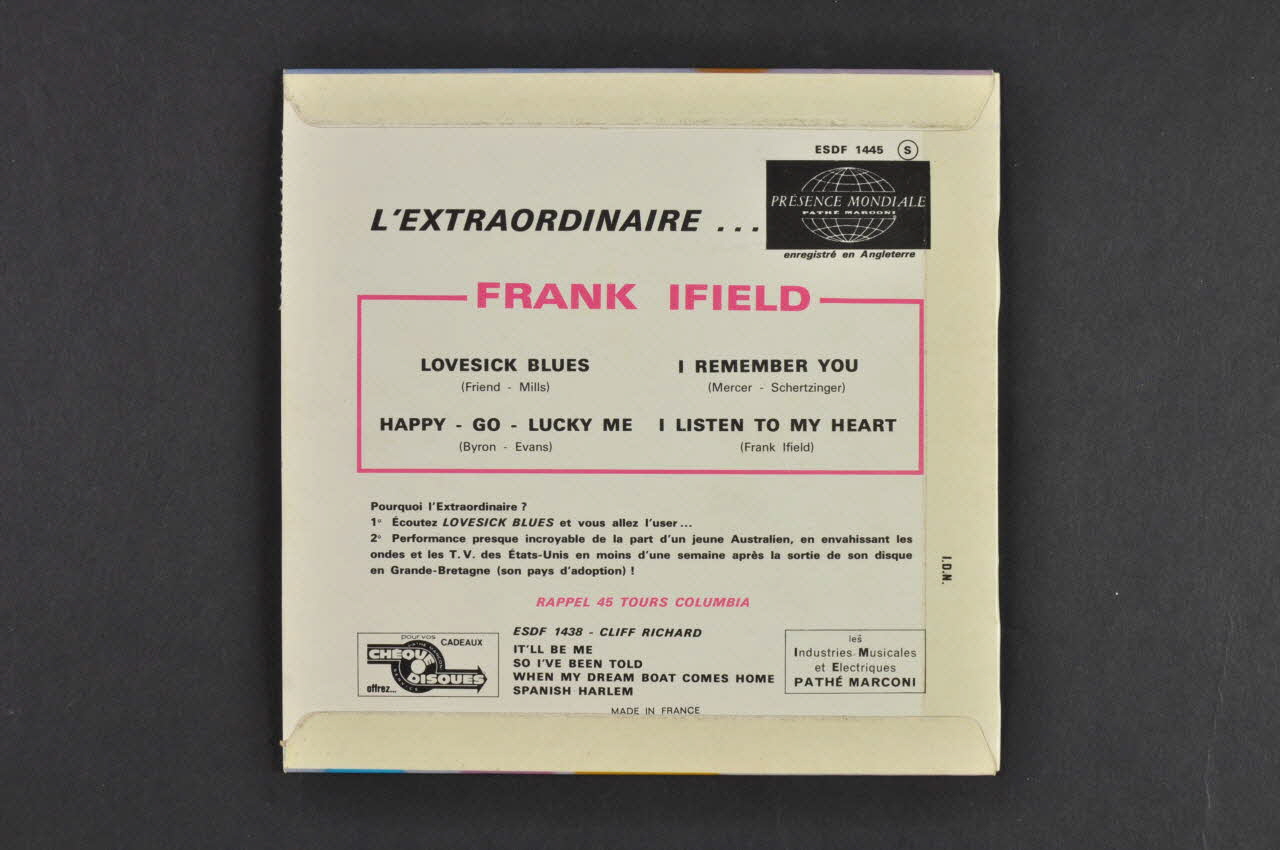 ESDF 1445 S
PRÉSENCE MONDIALE
PATHÉ MARCONI
enregistré en Angleterre
L'EXTRAORDINAIRE ...
FRANK IFIELD
LOVESICK BLUES
(Friend - Mills)
HAPPY - GO - LUCKY ME
(Byron - Evans)
I REMEMBER YOU
(Mercer - Schertzinger)
I LISTEN TO MY HEART
(Frank Ifield)
Pourquoi l'Extraordinaire ?
1° Écoutez LOVESICK BLUES et vous allez l'user...
2° Performance presque incroyable de la part d'un jeune Australien, en envahissant les
ondes et les T.V. des États-Unis en moins d'une semaine après la sortie de son disque
en Grande-Bretagne (son pays d'adoption) !
I.D.N.
RAPPEL 45 TOURS COLUMBIA
pour vos CADEAUX
CHÈQUE
DISQUES
offrez...
ESDF 1438 - CLIFF RICHARD
IT'LL BE ME
SO I'VE BEEN TOLD
WHEN MY DREAM BOAT COMES HOME
SPANISH HARLEM
les
Industries Musicales
et Electriques
PATHÉ MARCONI
MADE IN FRANCE